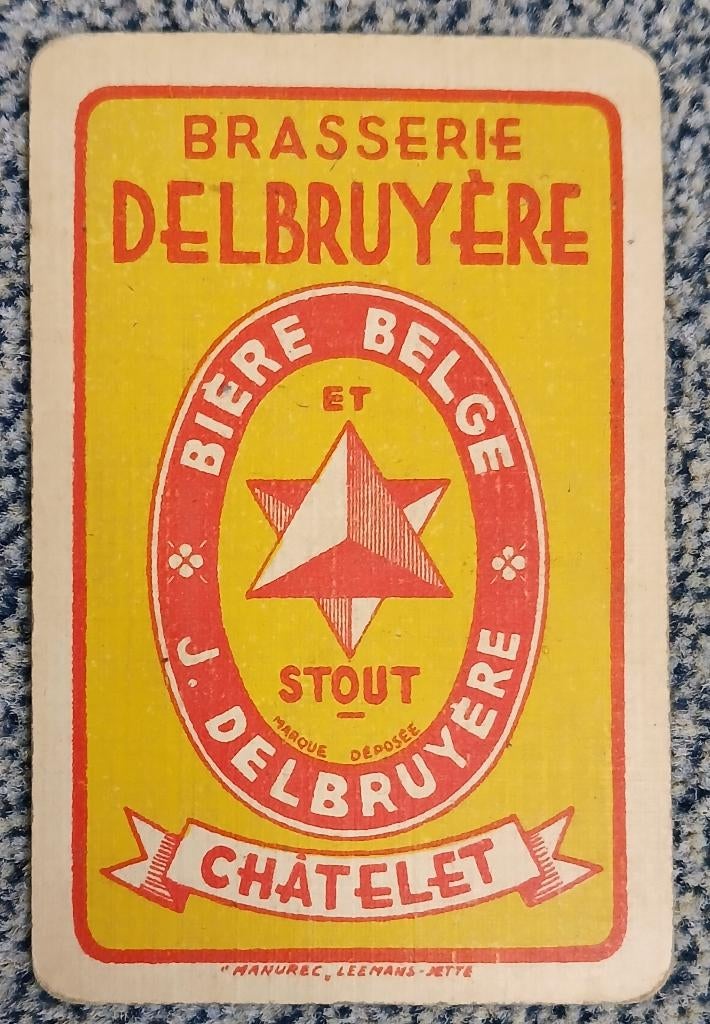 BRASSERIE
DELBRUYÈRE
BIÈRE BELGE
ET
STOUT
MARQUE DÉPOSÉE
J. DELBRUYÈRE
CHÂTELET
"MANUREC„ LEEMANS-JETTE